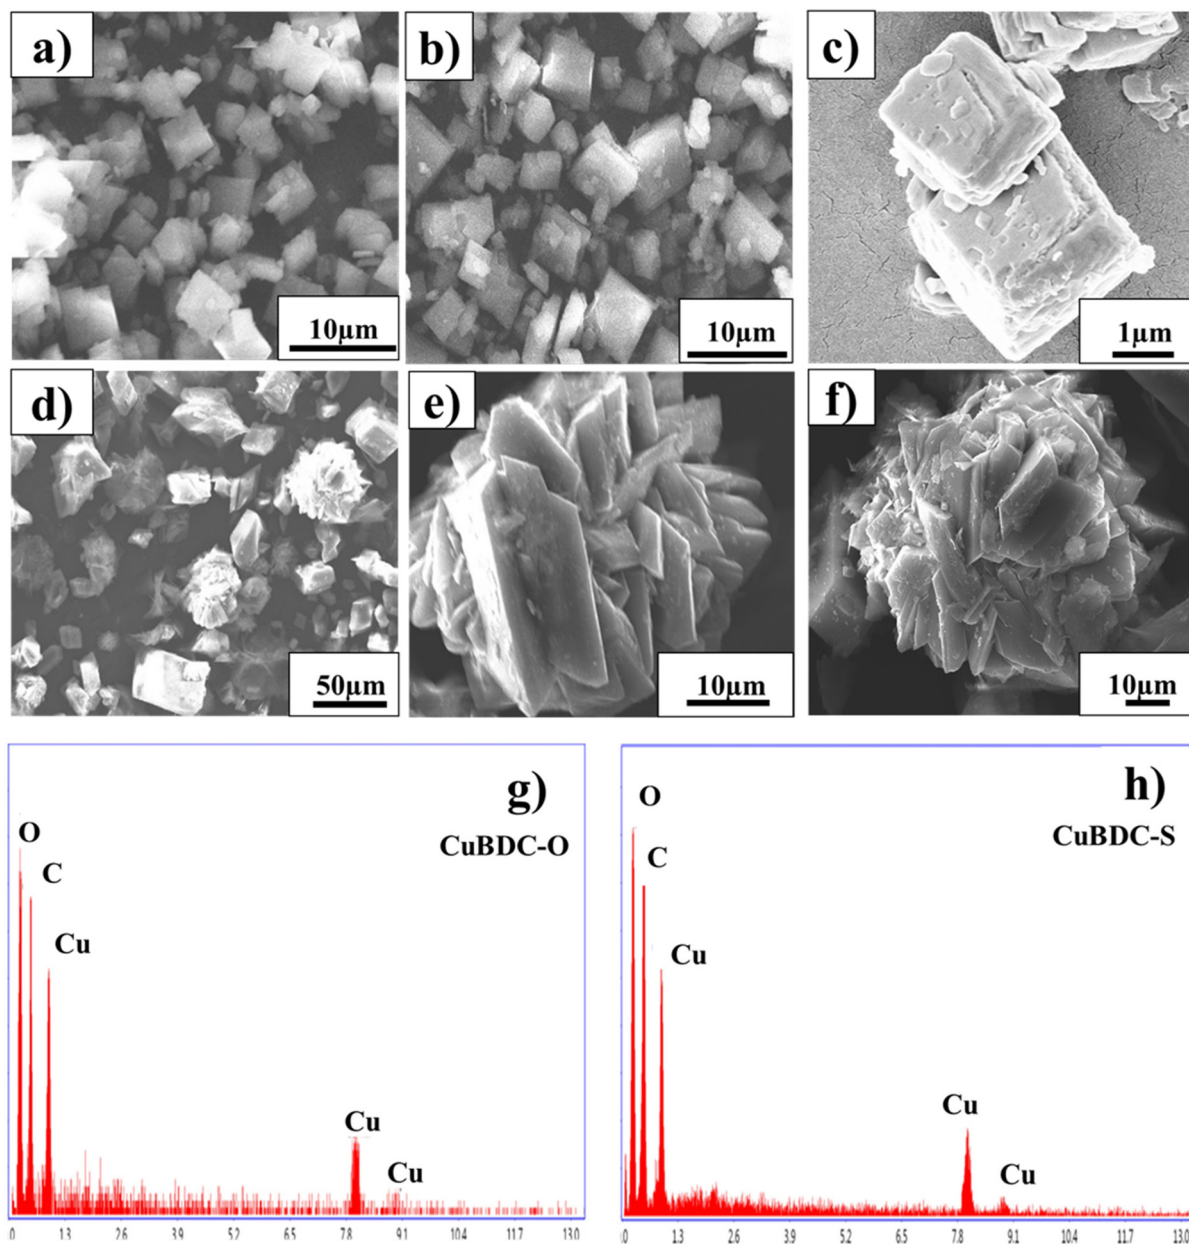 a)
b)
c)
10µm
10µm
1µm
d)
e)
f)
50µm
10µm
10µm
g)
CuBDC-O
O
C
Cu
Cu
Cu
.0 1.3 2.6 3.9 5.2 6.5 7.8 9.1 10.4 11.7 13.0
h)
CuBDC-S
O
C
Cu
Cu
Cu
.0 1.3 2.6 3.9 5.2 6.5 7.8 9.1 10.4 11.7 13.0